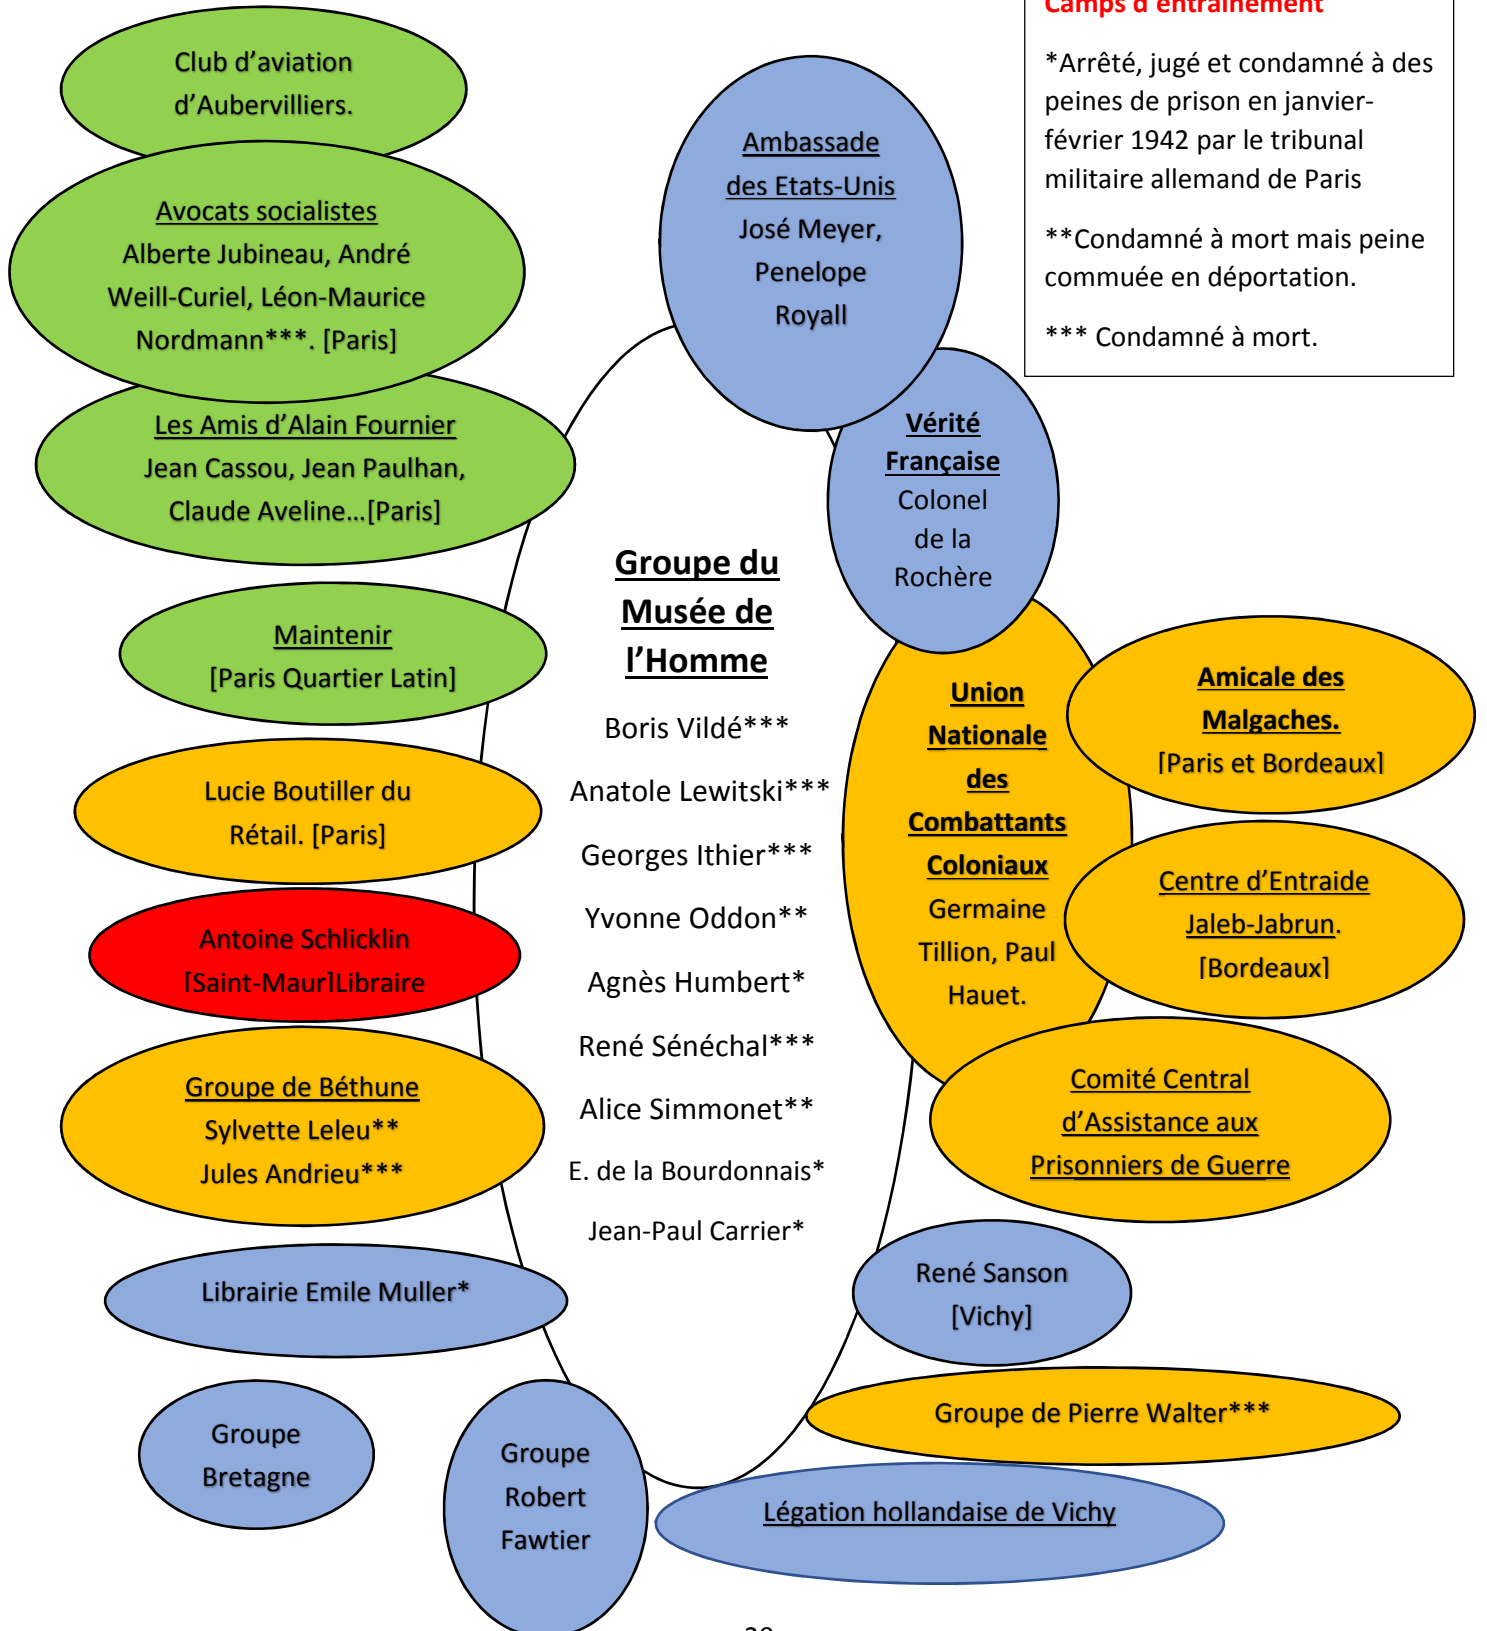 Camps d'entraînement
*Arrêté, jugé et condamné à des
peines de prison en janvier-
février 1942 par le tribunal
militaire allemand de Paris
**Condamné à mort mais peine
commuée en déportation.
*** Condamné à mort.
Club d'aviation
d'Aubervilliers.
Avocats socialistes
Alberte Jubineau, André
Weill-Curiel, Léon-Maurice
Nordmann***. [Paris]
Les Amis d'Alain Fournier
Jean Cassou, Jean Paulhan,
Claude Aveline...[Paris]
Maintenir
[Paris Quartier Latin]
Lucie Boutiller du
Rétail. [Paris]
Antoine Schlicklin
[Saint-Maur]Libraire
Groupe de Béthune
Sylvette Leleu**
Jules Andrieu***
Librairie Emile Muller*
Groupe
Bretagne
Groupe
Robert
Fawtier
Groupe du
Musée de
l'Homme
Boris Vildé***
Anatole Lewitski***
Georges Ithier***
Yvonne Oddon**
Agnès Humbert*
René Sénéchal***
Alice Simmonet**
E. de la Bourdonnais*
Jean-Paul Carrier*
Ambassade
des Etats-Unis
José Meyer,
Penelope
Royall
Vérité
Française
Colonel
de la
Rochère
Union
Nationale
des
Combattants
Coloniaux
Germaine
Tillion, Paul
Hauet.
Amicale des
Malgaches.
[Paris et Bordeaux]
Centre d'Entraide
Jaleb-Jabrun.
[Bordeaux]
Comité Central
d'Assistance aux
Prisonniers de Guerre
René Sanson
[Vichy]
Groupe de Pierre Walter***
Légation hollandaise de Vichy